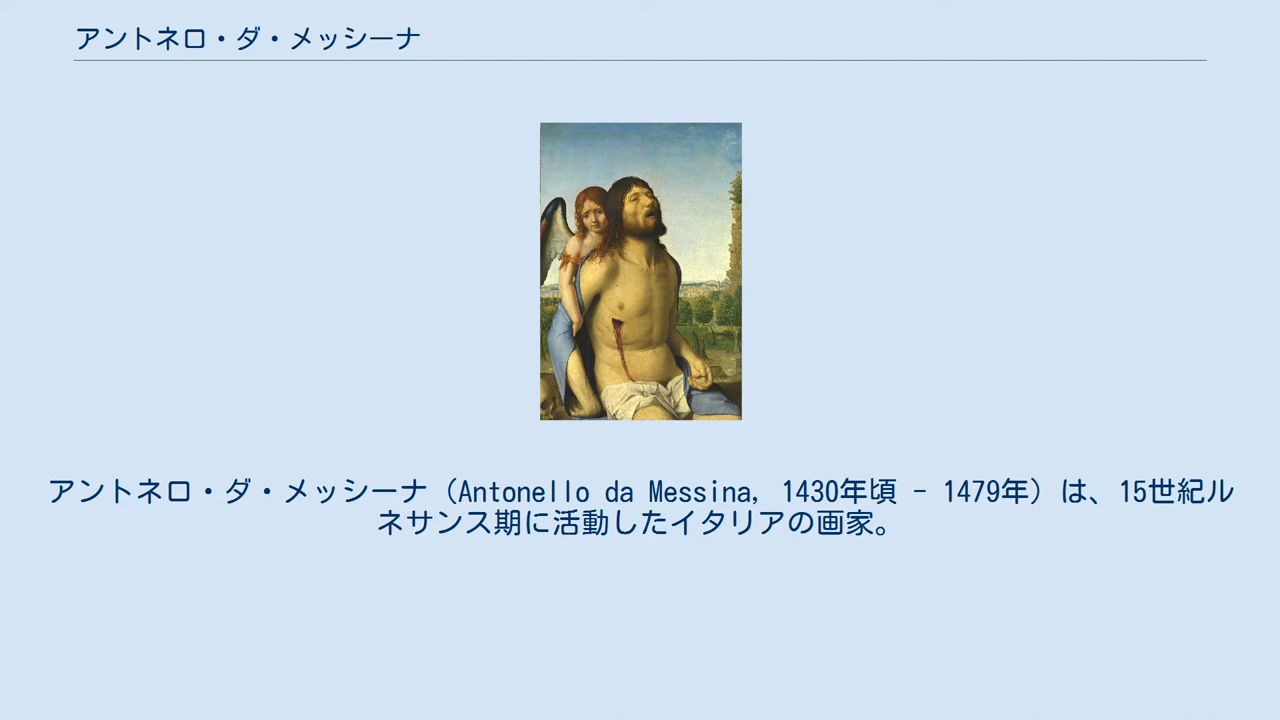 アントネロ・ダ・メッシーナ
アントネロ・ダ・メッシーナ（Antonello da Messina, 1430年頃 - 1479年）は、15世紀ル
ネサンス期に活動したイタリアの画家。